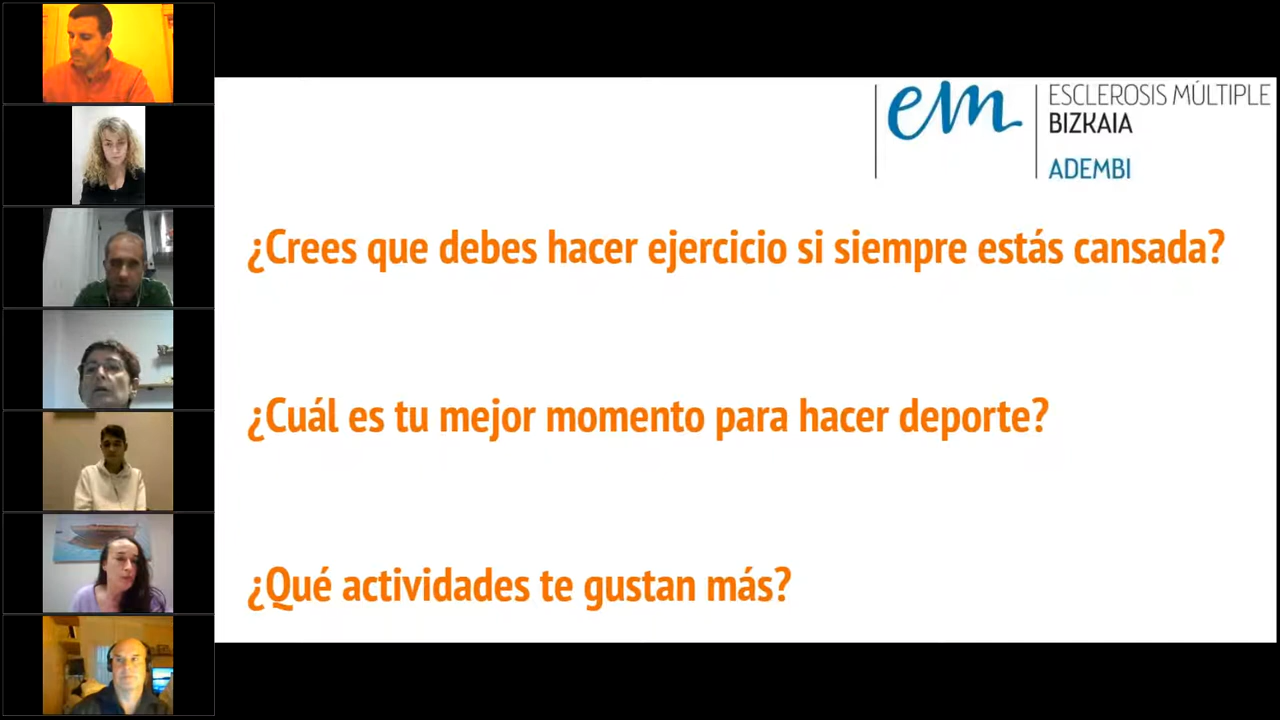 em
ESCLEROSIS MÚLTIPLE
BIZKAIA
ADEMBI
¿Crees que debes hacer ejercicio si siempre estás cansada?
¿Cuál es tu mejor momento para hacer deporte?
¿Qué actividades te gustan más?